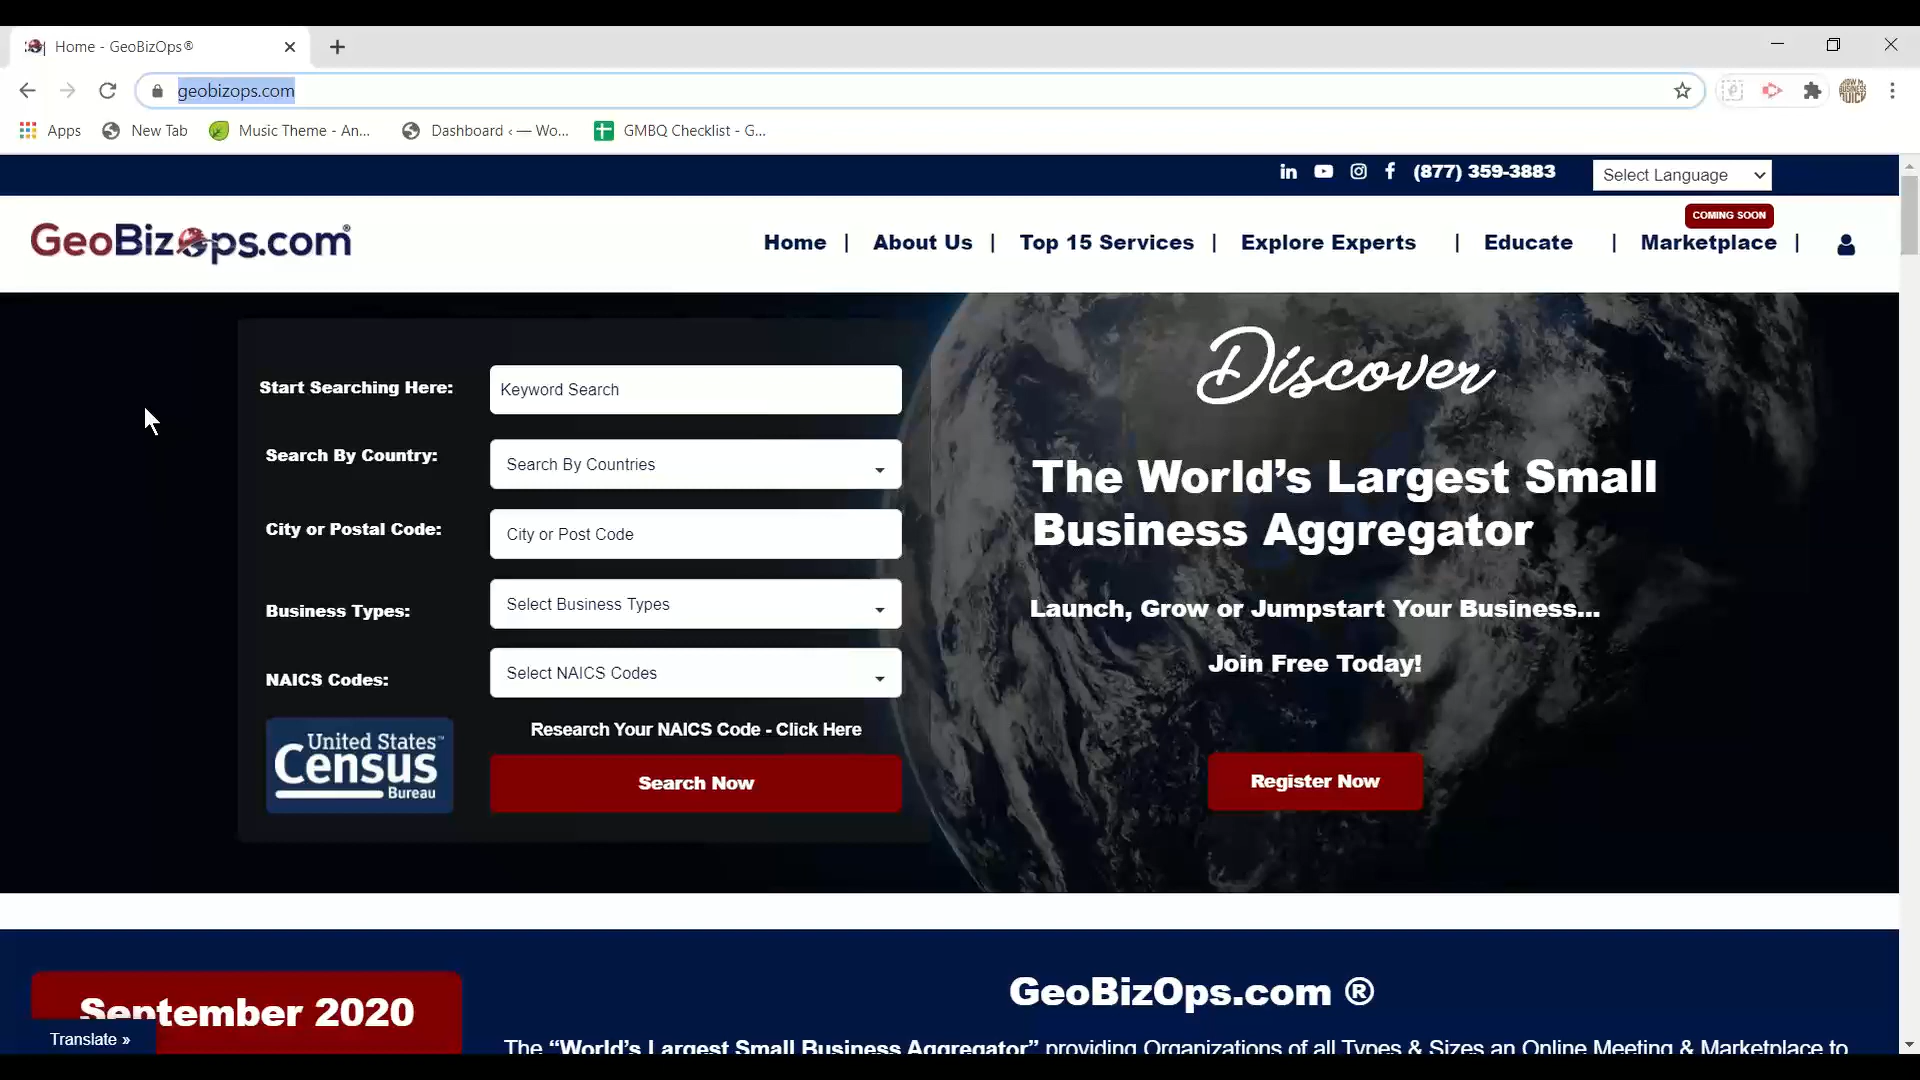 Home - GeoBizOps®
geobizops.com
Apps
New Tab
Music Theme - An...
Dashboard ‹ — Wo...
GMBQ Checklist - G...
(877) 359-3883
Select Language
COMING SOON
GeoBizOps.com®
Home | About Us | Top 15 Services | Explore Experts | Educate | Marketplace |
Start Searching Here:
Keyword Search
Search By Country:
Search By Countries
City or Postal Code:
City or Post Code
Business Types:
Select Business Types
NAICS Codes:
Select NAICS Codes
Research Your NAICS Code - Click Here
United States™
Census
Bureau
Search Now
Discover
The World’s Largest Small
Business Aggregator
Launch, Grow or Jumpstart Your Business...
Join Free Today!
Register Now
September 2020
Translate »
GeoBizOps.com ®
The “World’s Largest Small Business Aggregator” providing Organizations of all Types & Sizes an Online Meeting & Marketplace to